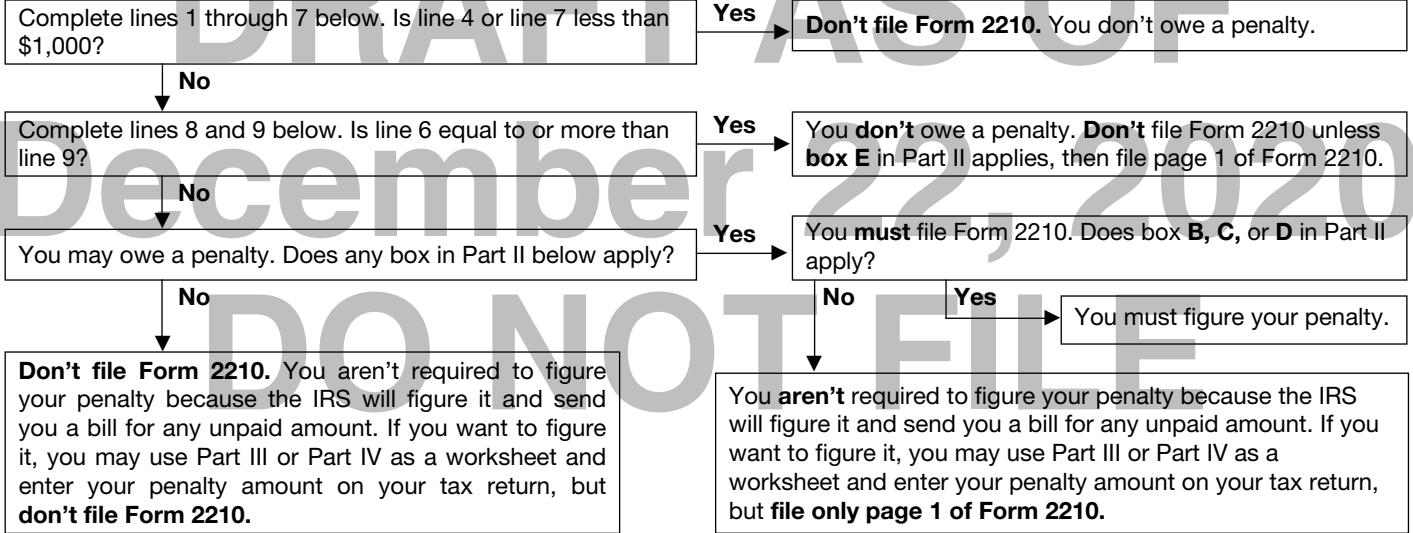 Complete lines 1 through 7 below. Is line 4 or line 7 less than
$1,000?
Yes
Don't file Form 2210. You don't owe a penalty.
No
Complete lines 8 and 9 below. Is line 6 equal to or more than
line 9?
Yes
You don't owe a penalty. Don't file Form 2210 unless
box E in Part II applies, then file page 1 of Form 2210.
No
You may owe a penalty. Does any box in Part II below apply?
Yes
You must file Form 2210. Does box B, C, or D in Part II
apply?
No
No
Yes
You must figure your penalty.
Don't file Form 2210. You aren't required to figure
your penalty because the IRS will figure it and send
you a bill for any unpaid amount. If you want to figure
it, you may use Part III or Part IV as a worksheet and
enter your penalty amount on your tax return, but
don't file Form 2210.
You aren't required to figure your penalty because the IRS
will figure it and send you a bill for any unpaid amount. If you
want to figure it, you may use Part III or Part IV as a
worksheet and enter your penalty amount on your tax return,
but file only page 1 of Form 2210.
DRAFT AS OF
December 22, 2020
DO NOT FILE